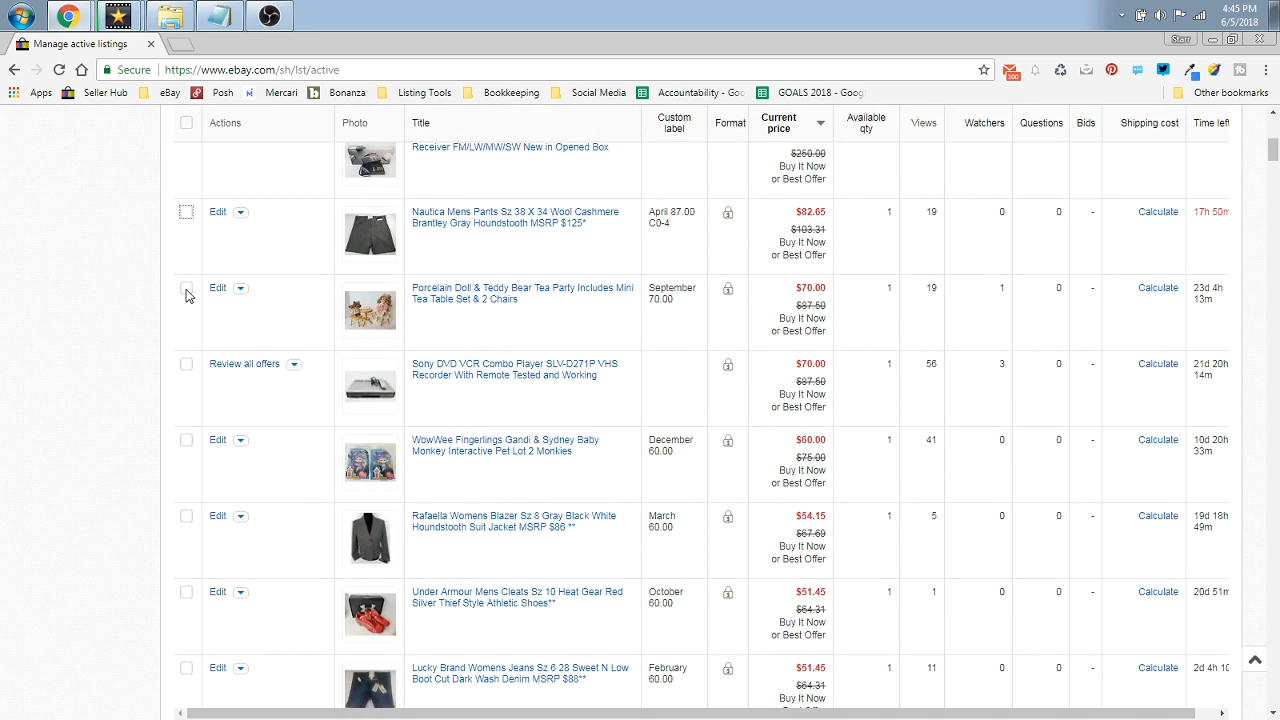 4:45 PM
6/5/2018
Manage active listings
Starr
Secure https://www.ebay.com/sh/lst/active
100
Apps Seller Hub eBay Posh Mercari Bonanza Listing Tools Bookkeeping Social Media Accountability - Goo GOALS 2018 - Goog Other bookmarks
Actions Photo Title Custom label Format Current price Available qty Views Watchers Questions Bids Shipping cost Time left
Receiver FM/LW/MW/SW New in Opened Box
$250.00
Buy It Now
or Best Offer
Edit Nautica Mens Pants Sz 38 X 34 Wool Cashmere April 87.00 $82.65 1 19 0 0 - Calculate 17h 50m
Brantley Gray Houndstooth MSRP $125* C0-4
$103.31
Buy It Now
or Best Offer
Edit Porcelain Doll & Teddy Bear Tea Party Includes Mini September $70.00 1 19 1 0 - Calculate 23d 4h
Tea Table Set & 2 Chairs 70.00 13m
$87.50
Buy It Now
or Best Offer
Review all offers Sony DVD VCR Combo Player SLV-D271P VHS $70.00 1 56 3 0 - Calculate 21d 20h
Recorder With Remote Tested and Working 14m
$87.50
Buy It Now
or Best Offer
Edit WowWee Fingerlings Gandi & Sydney Baby December $60.00 1 41 0 0 - Calculate 10d 20h
Monkey Interactive Pet Lot 2 Monkies 60.00 33m
$75.00
Buy It Now
or Best Offer
Edit Rafaella Womens Blazer Sz 8 Gray Black White March $54.15 1 5 0 0 - Calculate 19d 18h
Houndstooth Suit Jacket MSRP $86 ** 60.00 49m
$67.69
Buy It Now
or Best Offer
Edit Under Armour Mens Cleats Sz 10 Heat Gear Red October $51.45 1 1 0 0 - Calculate 20d 51m
Silver Thief Style Athletic Shoes** 60.00
$64.31
Buy It Now
or Best Offer
Edit Lucky Brand Womens Jeans Sz 6 28 Sweet N Low February $51.45 1 11 0 0 - Calculate 2d 4h 10
Boot Cut Dark Wash Denim MSRP $88** 60.00
$64.31
Buy It Now